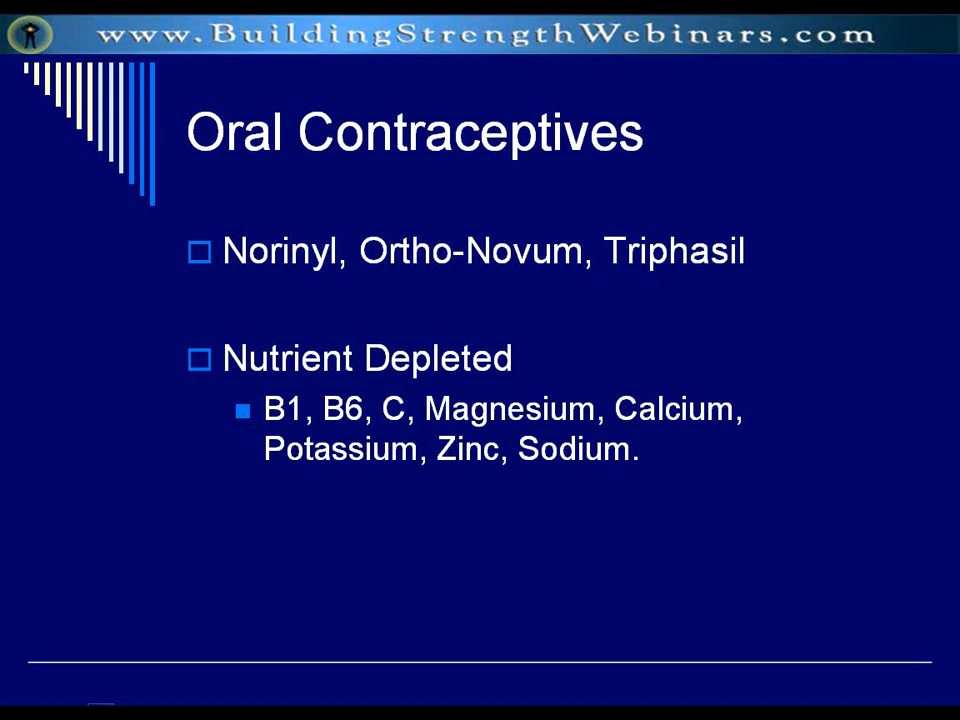 www.BuildingStrengthWebinars.com
Oral Contraceptives
Norinyl, Ortho-Novum, Triphasil
Nutrient Depleted
B1, B6, C, Magnesium, Calcium,
Potassium, Zinc, Sodium.